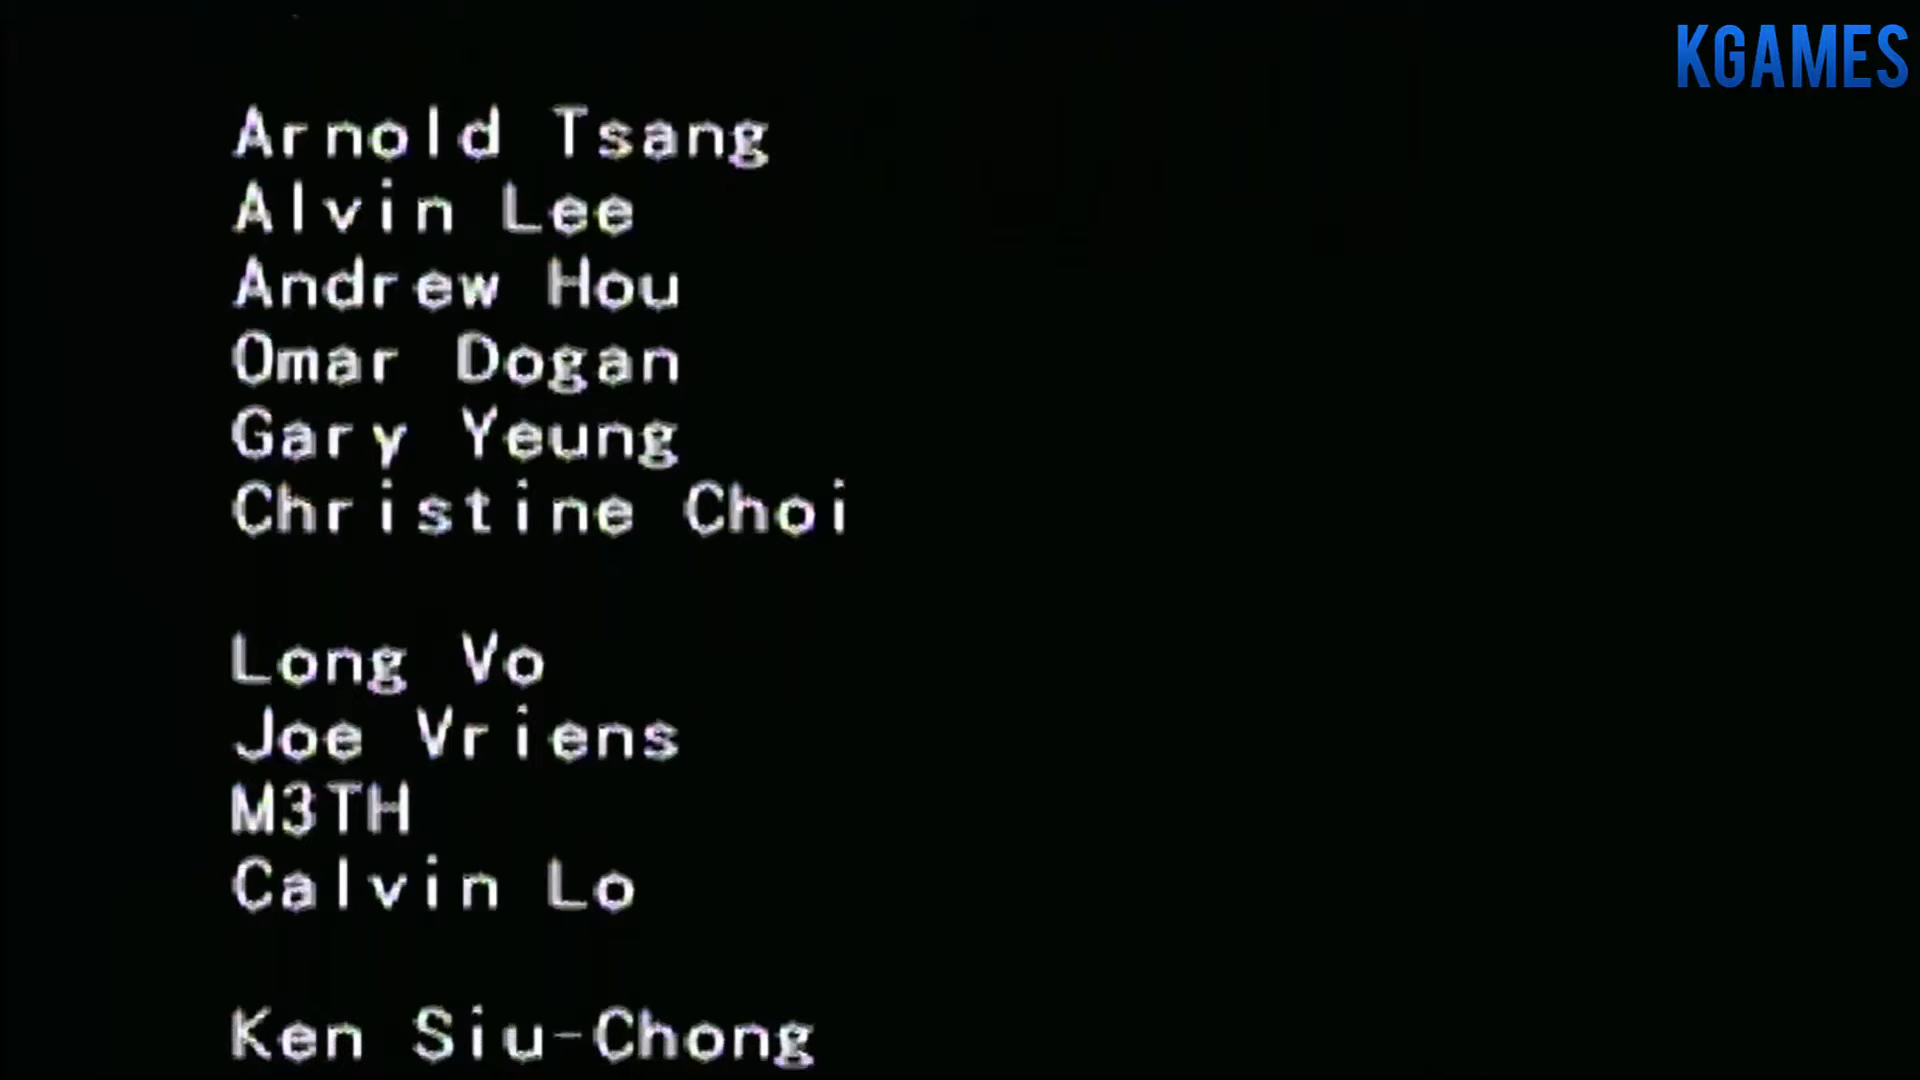 KGAMES
Arnold Tsang
Alvin Lee
Andrew Hou
Omar Dogan
Gary Yeung
Christine Choi
Long Vo
Joe Vriens
M3TH
Calvin Lo
Ken Siu-Chong